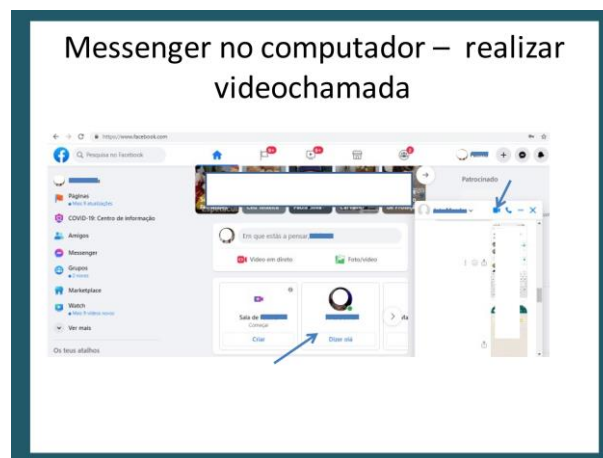 Messenger no computador – realizar
videochamada
https://www.facebook.com
Pesquisa no Facebook
Páginas
COVID-19: Centro de informação
Amigos
Messenger
Grupos
Marketplace
Watch
Ver mais
Os teus atalhos
Em que estás a pensar,
Vídeo em direto
Foto/vídeo
Sala de
Começar
Criar
Dizer olá
Patrocinado